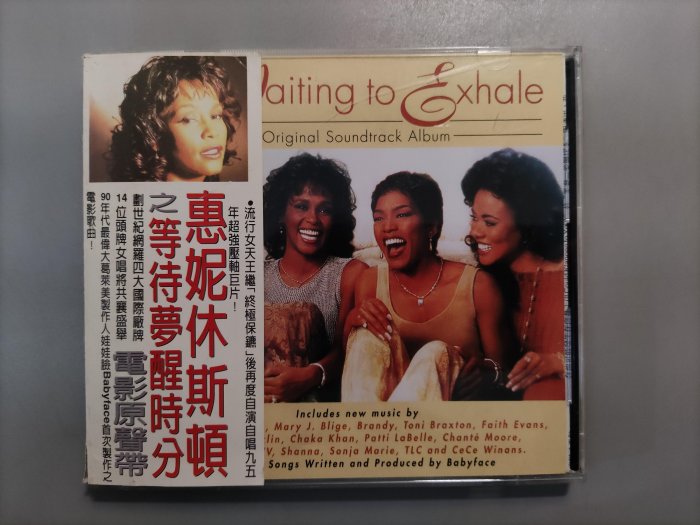 aiting to Exhale
Original Soundtrack Album
•流行女天王繼「終極保鑣」後再度自演自唱九五
年超強壓軸巨片！
惠妮休斯頓
之等待夢醒時分
電影原聲帶
劃世紀網羅四大國際廠牌
14位頭牌女唱將共襄盛舉
90年代最偉大葛萊美製作人娃娃臉Babyface首次製作之
電影歌曲！
Includes new music by
, Mary J. Blige, Brandy, Toni Braxton, Faith Evans,
lin, Chaka Khan, Patti LaBelle, Chanté Moore,
V, Shanna, Sonja Marie, TLC and CeCe Winans.
Songs Written and Produced by Babyface